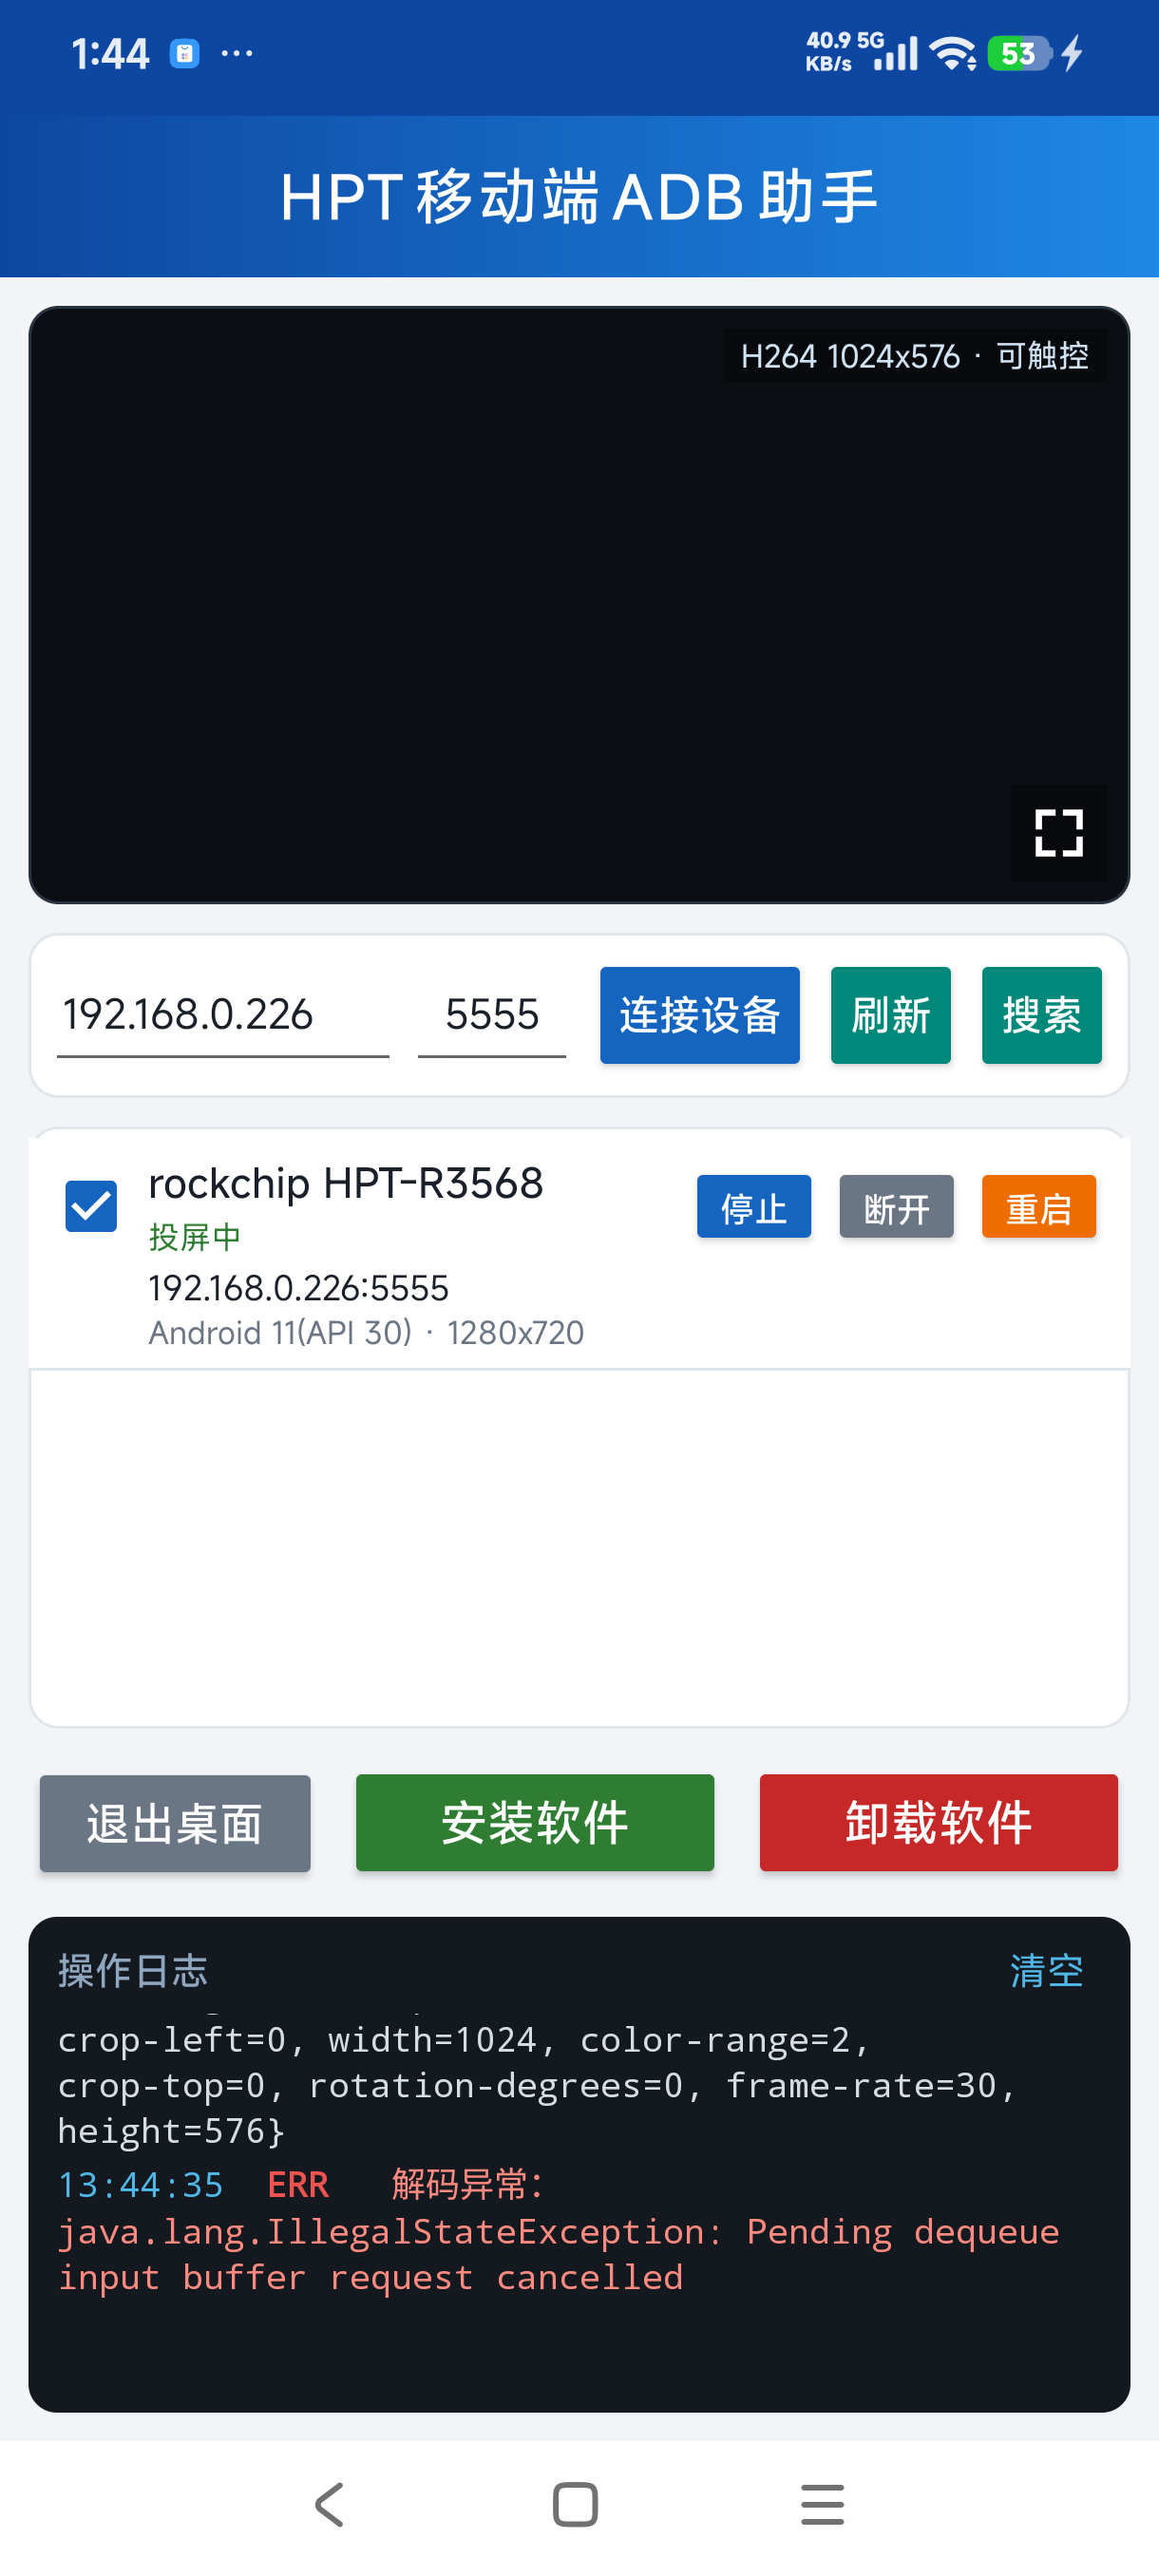 1:44 ... 40.9 KB/s 5G 53
HPT 移动端 ADB 助手
H264 1024x576 · 可触控
192.168.0.226 5555 连接设备 刷新 搜索
rockchip HPT-R3568 停止 断开 重启
投屏中
192.168.0.226:5555
Android 11(API 30) · 1280x720
退出桌面 安装软件 卸载软件
操作日志 清空
crop-left=0, width=1024, color-range=2,
crop-top=0, rotation-degrees=0, frame-rate=30,
height=576}
13:44:35 ERR 解码异常:
java.lang.IllegalStateException: Pending dequeue
input buffer request cancelled